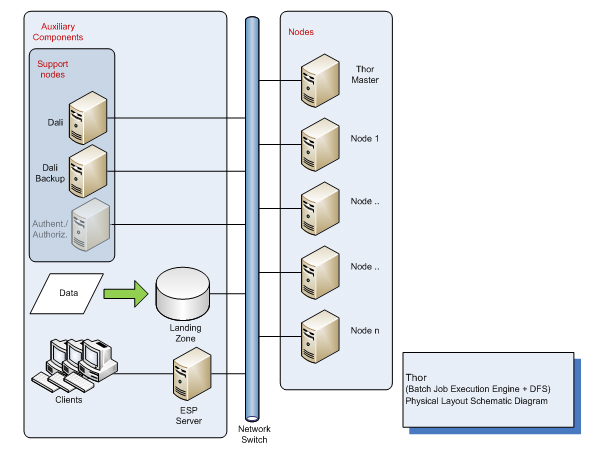 Auxiliary
Components
Support
nodes
Dali
Dali
Backup
Authent./
Authoriz.
Data
Landing
Zone
Clients
ESP
Server
Network
Switch
Nodes
Thor
Master
Node 1
Node ..
Node ..
Node n
Thor
(Batch Job Execution Engine + DFS)
Physical Layout Schematic Diagram